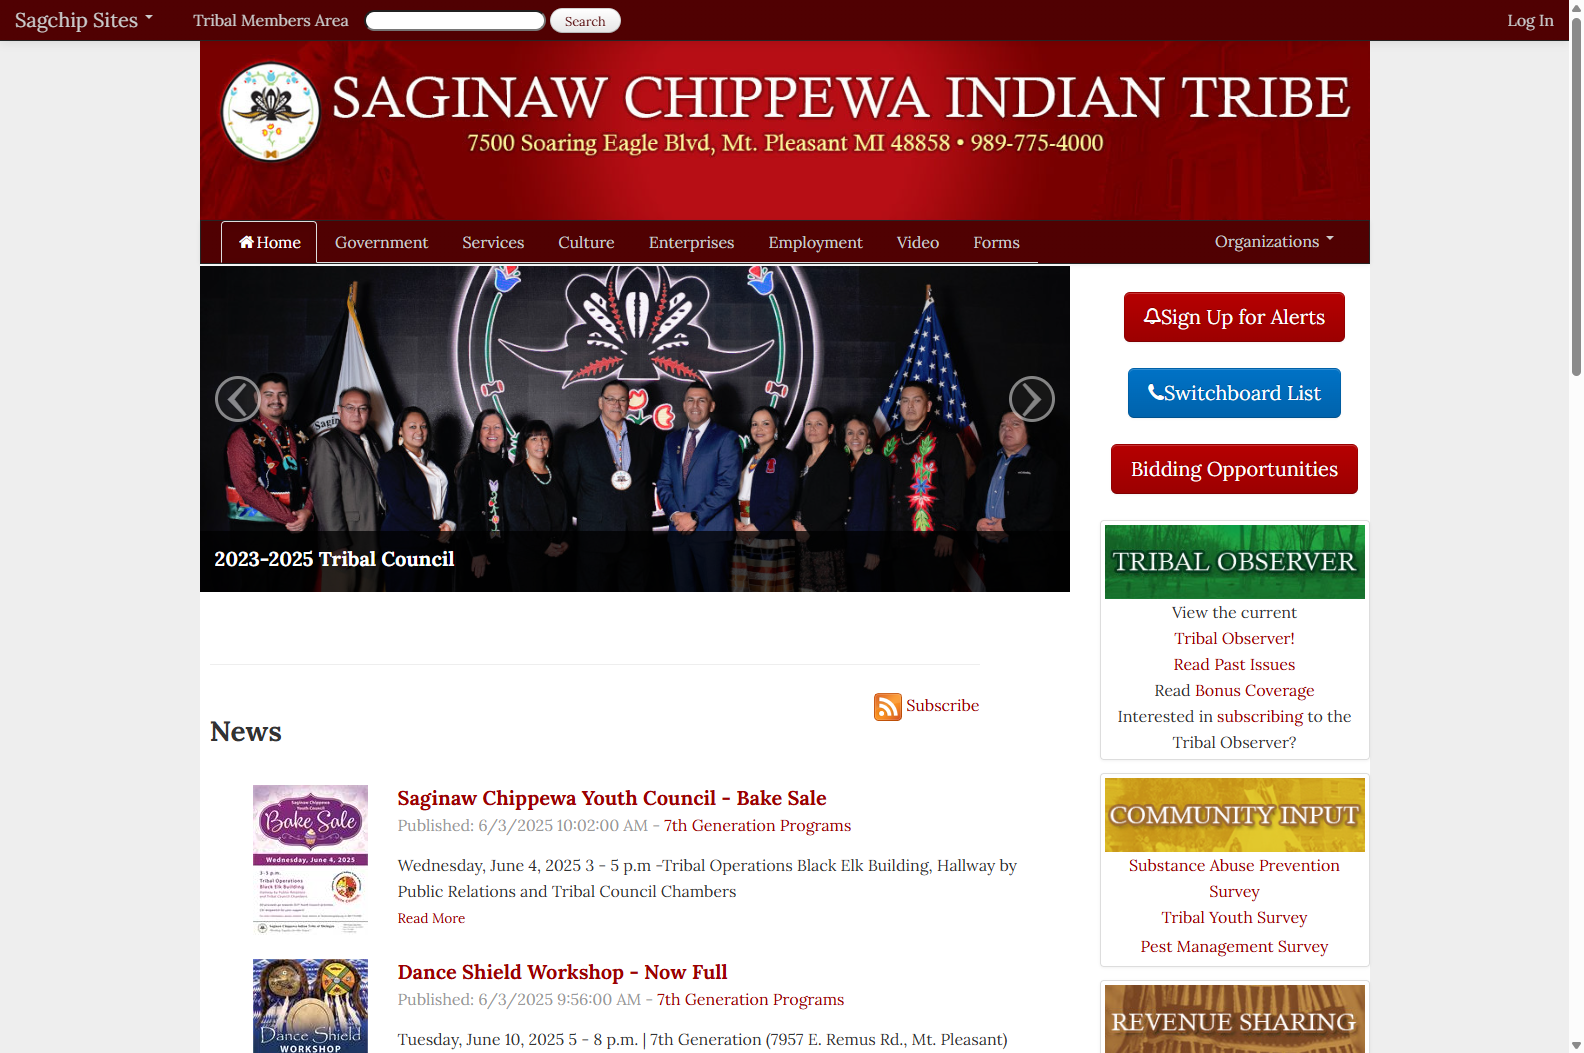 Sagchip Sites
Tribal Members Area
Search
Log In
SAGINAW CHIPPEWA INDIAN TRIBE
7500 Soaring Eagle Blvd, Mt. Pleasant MI 48858 • 989-775-4000
Home
Government
Services
Culture
Enterprises
Employment
Video
Forms
Organizations
2023-2025 Tribal Council
Sign Up for Alerts
Switchboard List
Bidding Opportunities
TRIBAL OBSERVER
View the current
Tribal Observer!
Read Past Issues
Read Bonus Coverage
Interested in subscribing to the
Tribal Observer?
COMMUNITY INPUT
Substance Abuse Prevention
Survey
Tribal Youth Survey
Pest Management Survey
REVENUE SHARING
Subscribe
News
Saginaw Chippewa
Youth Council
Bake Sale
Wednesday, June 4, 2025
3-5 p.m.
Tribal Operations
Black Elk Building
Saginaw Chippewa Youth Council - Bake Sale
Published: 6/3/2025 10:02:00 AM - 7th Generation Programs
Wednesday, June 4, 2025 3 - 5 p.m -Tribal Operations Black Elk Building, Hallway by
Public Relations and Tribal Council Chambers
Read More
Dance Shield
WORKSHOP
Dance Shield Workshop - Now Full
Published: 6/3/2025 9:56:00 AM - 7th Generation Programs
Tuesday, June 10, 2025 5 - 8 p.m. | 7th Generation (7957 E. Remus Rd., Mt. Pleasant)